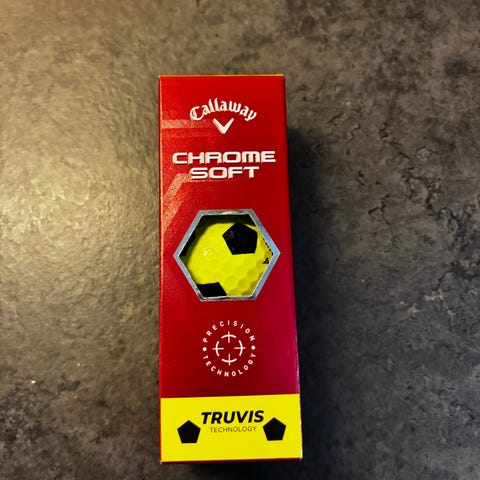 Callaway
CHROME
SOFT
PRECISION
TECHNOLOGY
TRUVIS
TECHNOLOGY